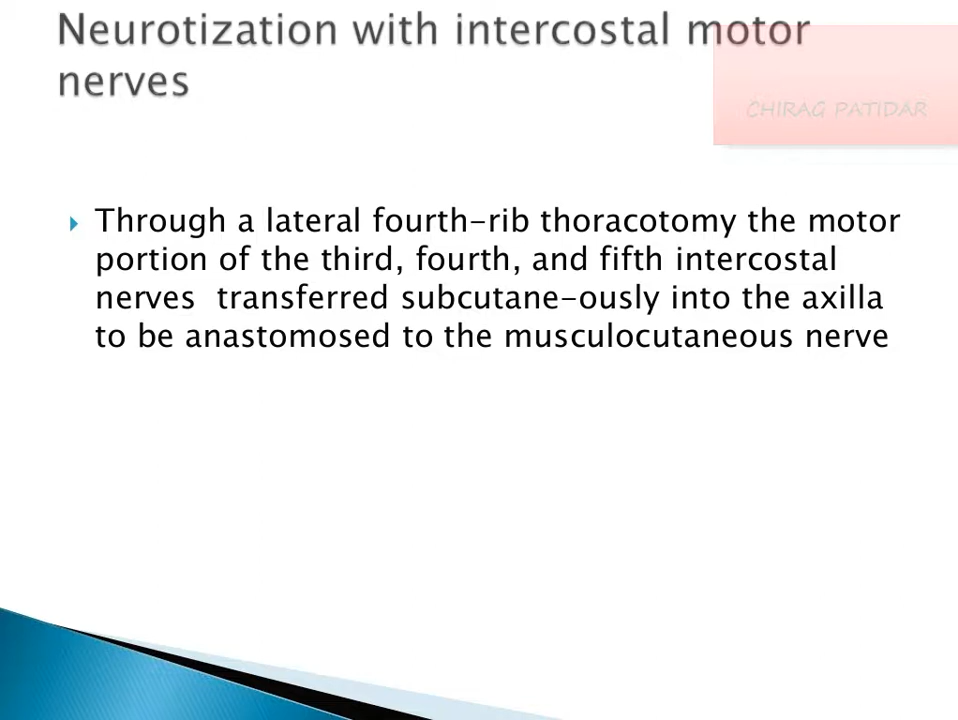 Neurotization with intercostal motor
nerves
CHIRAG PATIDAR
Through a lateral fourth-rib thoracotomy the motor
portion of the third, fourth, and fifth intercostal
nerves  transferred subcutane-ously into the axilla
to be anastomosed to the musculocutaneous nerve